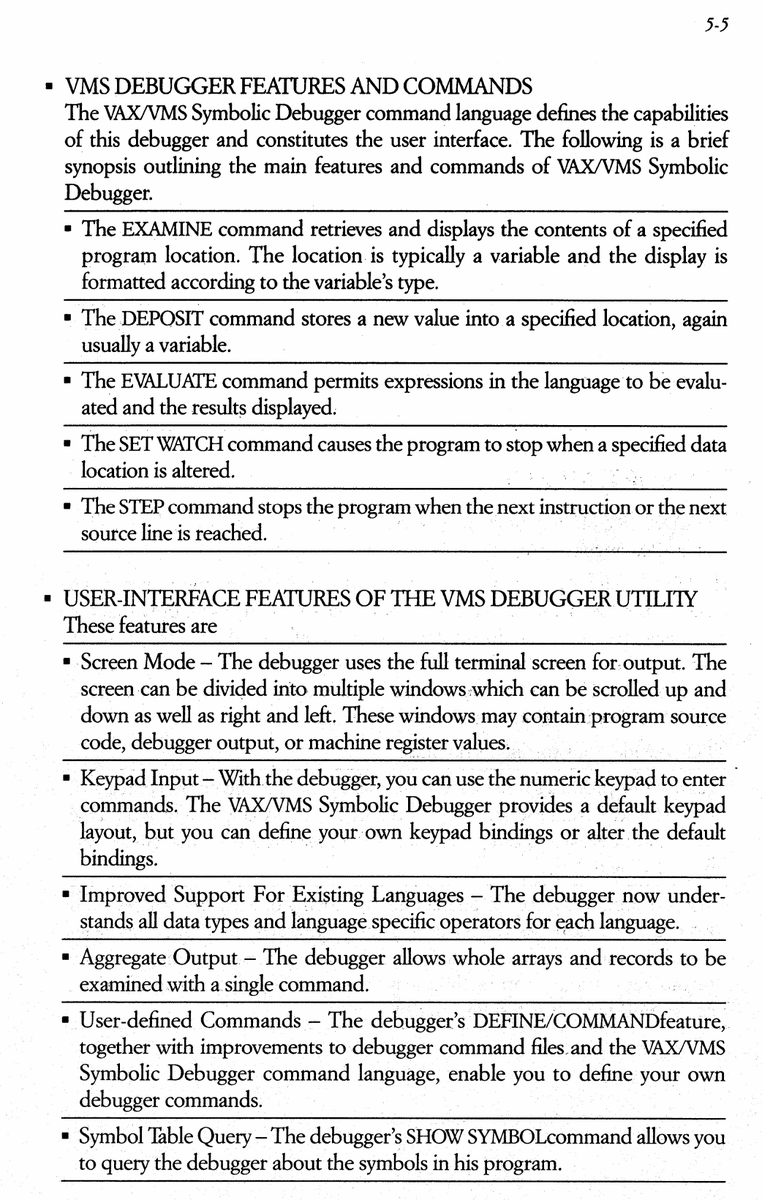 5-5
▪ VMS DEBUGGER FEATURES AND COMMANDS
The VAX/VMS Symbolic Debugger command language defines the capabilities
of this debugger and constitutes the user interface. The following is a brief
synopsis outlining the main features and commands of VAX/VMS Symbolic
Debugger.
▪ The EXAMINE command retrieves and displays the contents of a specified
program location. The location is typically a variable and the display is
formatted according to the variable's type.
▪ The DEPOSIT command stores a new value into a specified location, again
usually a variable.
▪ The EVALUATE command permits expressions in the language to be evalu-
ated and the results displayed.
▪ The SET WATCH command causes the program to stop when a specified data
location is altered.
▪ The STEP command stops the program when the next instruction or the next
source line is reached.
▪ USER-INTERFACE FEATURES OF THE VMS DEBUGGER UTILITY
These features are
▪ Screen Mode – The debugger uses the full terminal screen for output. The
screen can be divided into multiple windows which can be scrolled up and
down as well as right and left. These windows may contain program source
code, debugger output, or machine register values.
▪ Keypad Input – With the debugger, you can use the numeric keypad to enter
commands. The VAX/VMS Symbolic Debugger provides a default keypad
layout, but you can define your own keypad bindings or alter the default
bindings.
▪ Improved Support For Existing Languages – The debugger now under-
stands all data types and language specific operators for each language.
▪ Aggregate Output – The debugger allows whole arrays and records to be
examined with a single command.
▪ User-defined Commands – The debugger's DEFINE/COMMANDfeature,
together with improvements to debugger command files and the VAX/VMS
Symbolic Debugger command language, enable you to define your own
debugger commands.
▪ Symbol Table Query – The debugger's SHOW SYMBOLcommand allows you
to query the debugger about the symbols in his program.